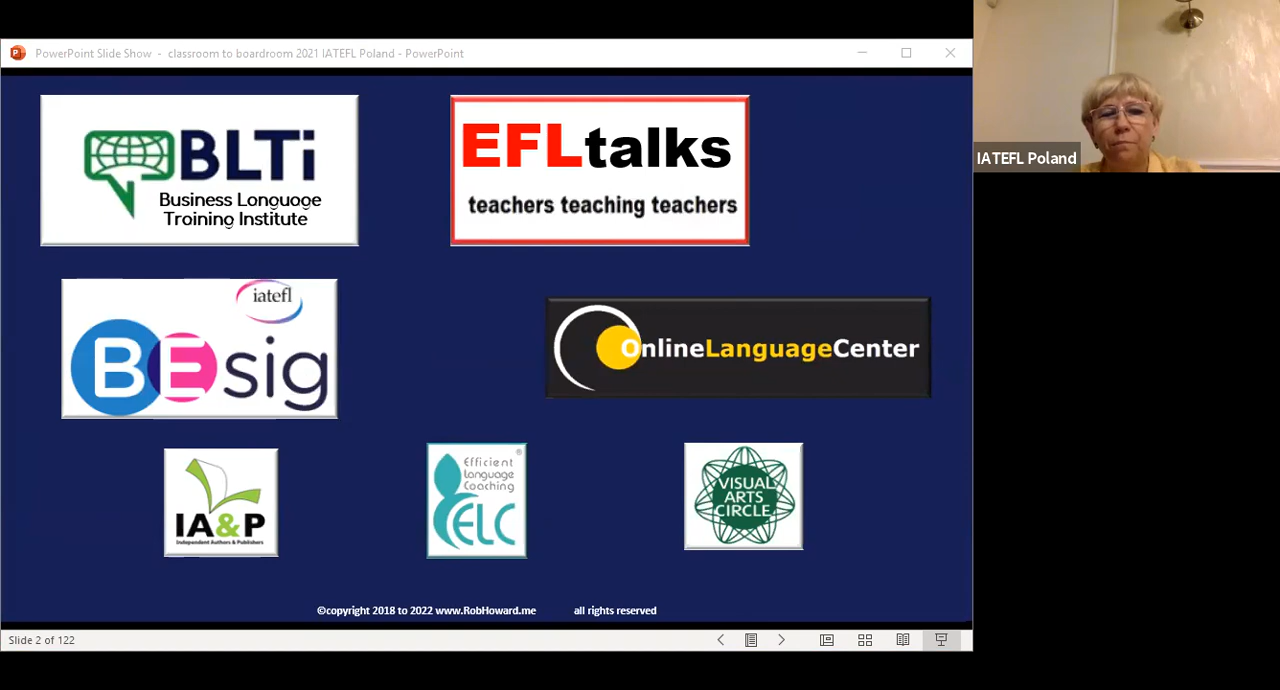 PowerPoint Slide Show - classroom to boardroom 2021 IATEFL Poland - PowerPoint
BLTi
Business Language
Training Institute
EFLtalks
teachers teaching teachers
IATEFL Poland
iatefl
BEsig
OnlineLanguageCenter
IA&P
Independent Authors & Publishers
Efficient
Language
Coaching
®
ELC
VISUAL
ARTS
CIRCLE
©copyright 2018 to 2022 www.RobHoward.me all rights reserved
Slide 2 of 122